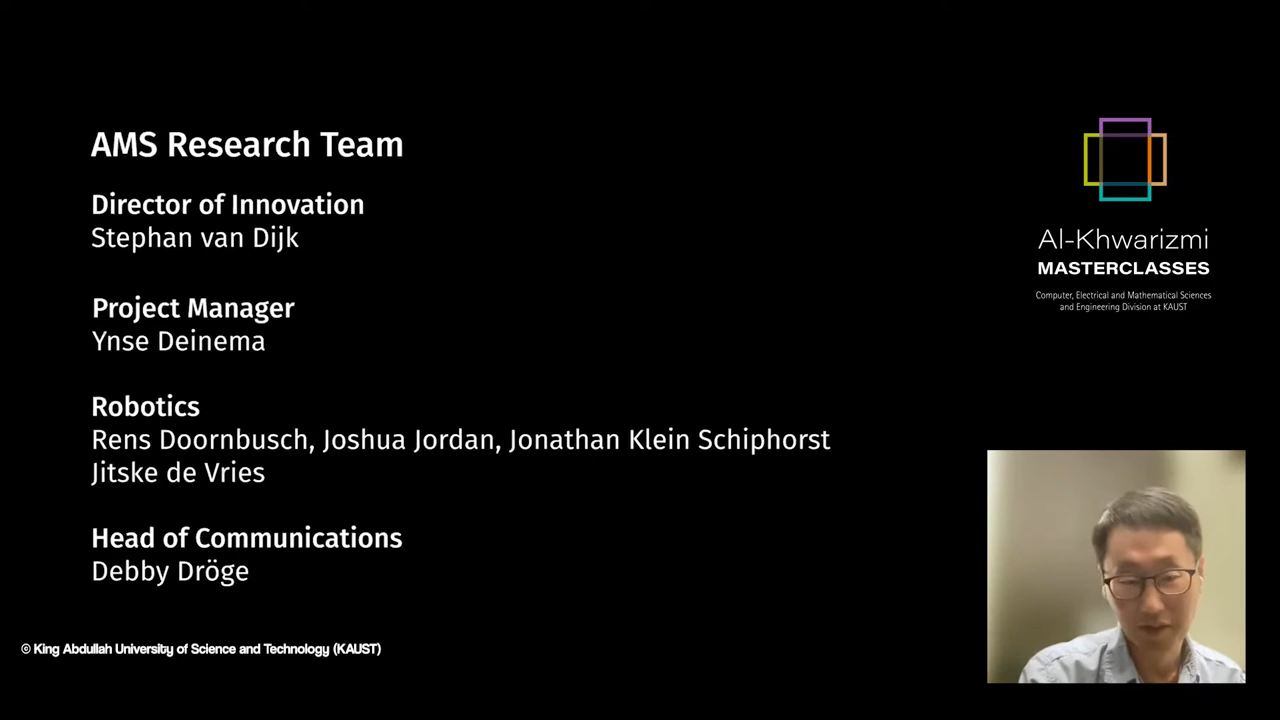 AMS Research Team
Director of Innovation
Stephan van Dijk
Project Manager
Ynse Deinema
Robotics
Rens Doornbusch, Joshua Jordan, Jonathan Klein Schiphorst
Jitske de Vries
Head of Communications
Debby Dröge
© King Abdullah University of Science and Technology (KAUST)
Al-Khwarizmi
MASTERCLASSES
Computer, Electrical and Mathematical Sciences
and Engineering Division at KAUST